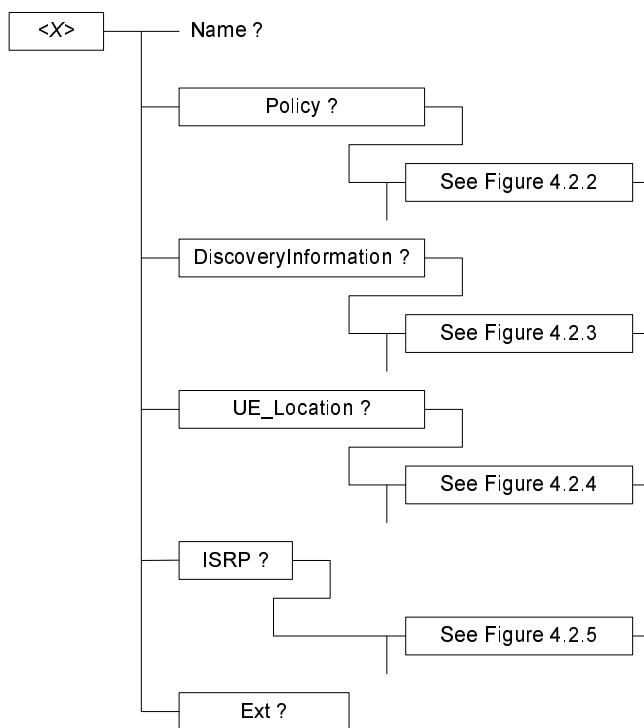 <X>
Name ?
Policy ?
See Figure 4.2.2
DiscoveryInformation ?
See Figure 4.2.3
UE_Location ?
See Figure 4.2.4
ISRP ?
See Figure 4.2.5
Ext ?